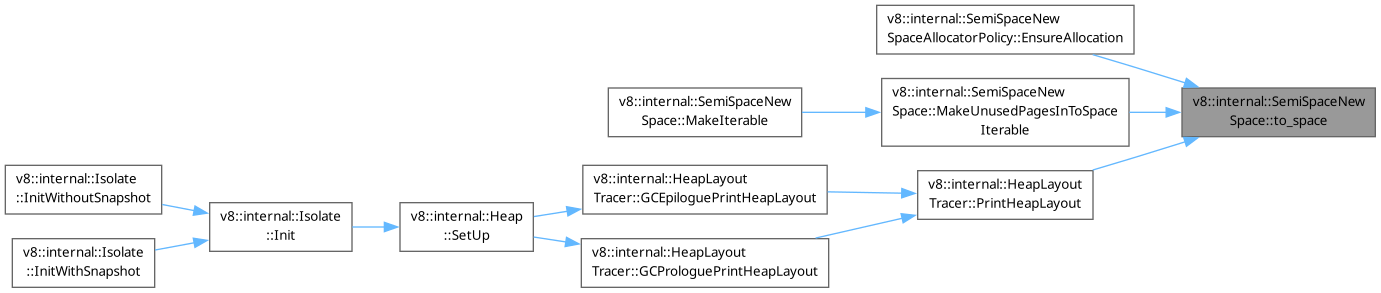 v8::internal::SemiSpaceNew
SpaceAllocatorPolicy::EnsureAllocation
v8::internal::SemiSpaceNew
Space::MakeIterable
v8::internal::SemiSpaceNew
Space::MakeUnusedPagesInToSpace
Iterable
v8::internal::SemiSpaceNew
Space::to_space
v8::internal::Isolate
::InitWithoutSnapshot
v8::internal::Isolate
::InitWithSnapshot
v8::internal::Isolate
::Init
v8::internal::Heap
::SetUp
v8::internal::HeapLayout
Tracer::GCEpiloguePrintHeapLayout
v8::internal::HeapLayout
Tracer::GCProloguePrintHeapLayout
v8::internal::HeapLayout
Tracer::PrintHeapLayout